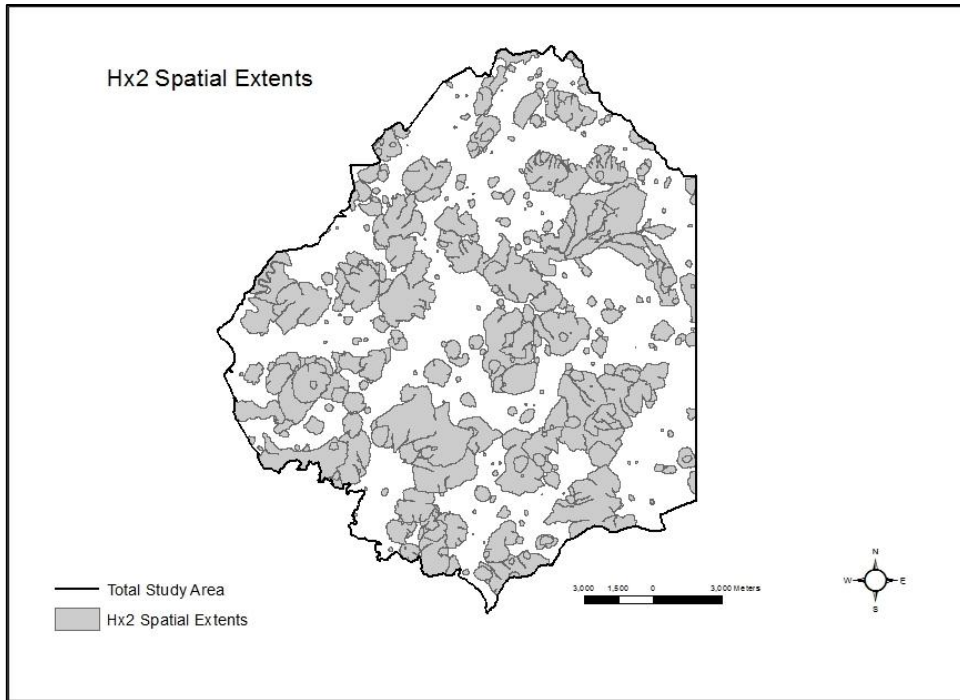 Hx2 Spatial Extents
Total Study Area
Hx2 Spatial Extents
3,000 1,500 0 3,000 Meters
N
W E
S